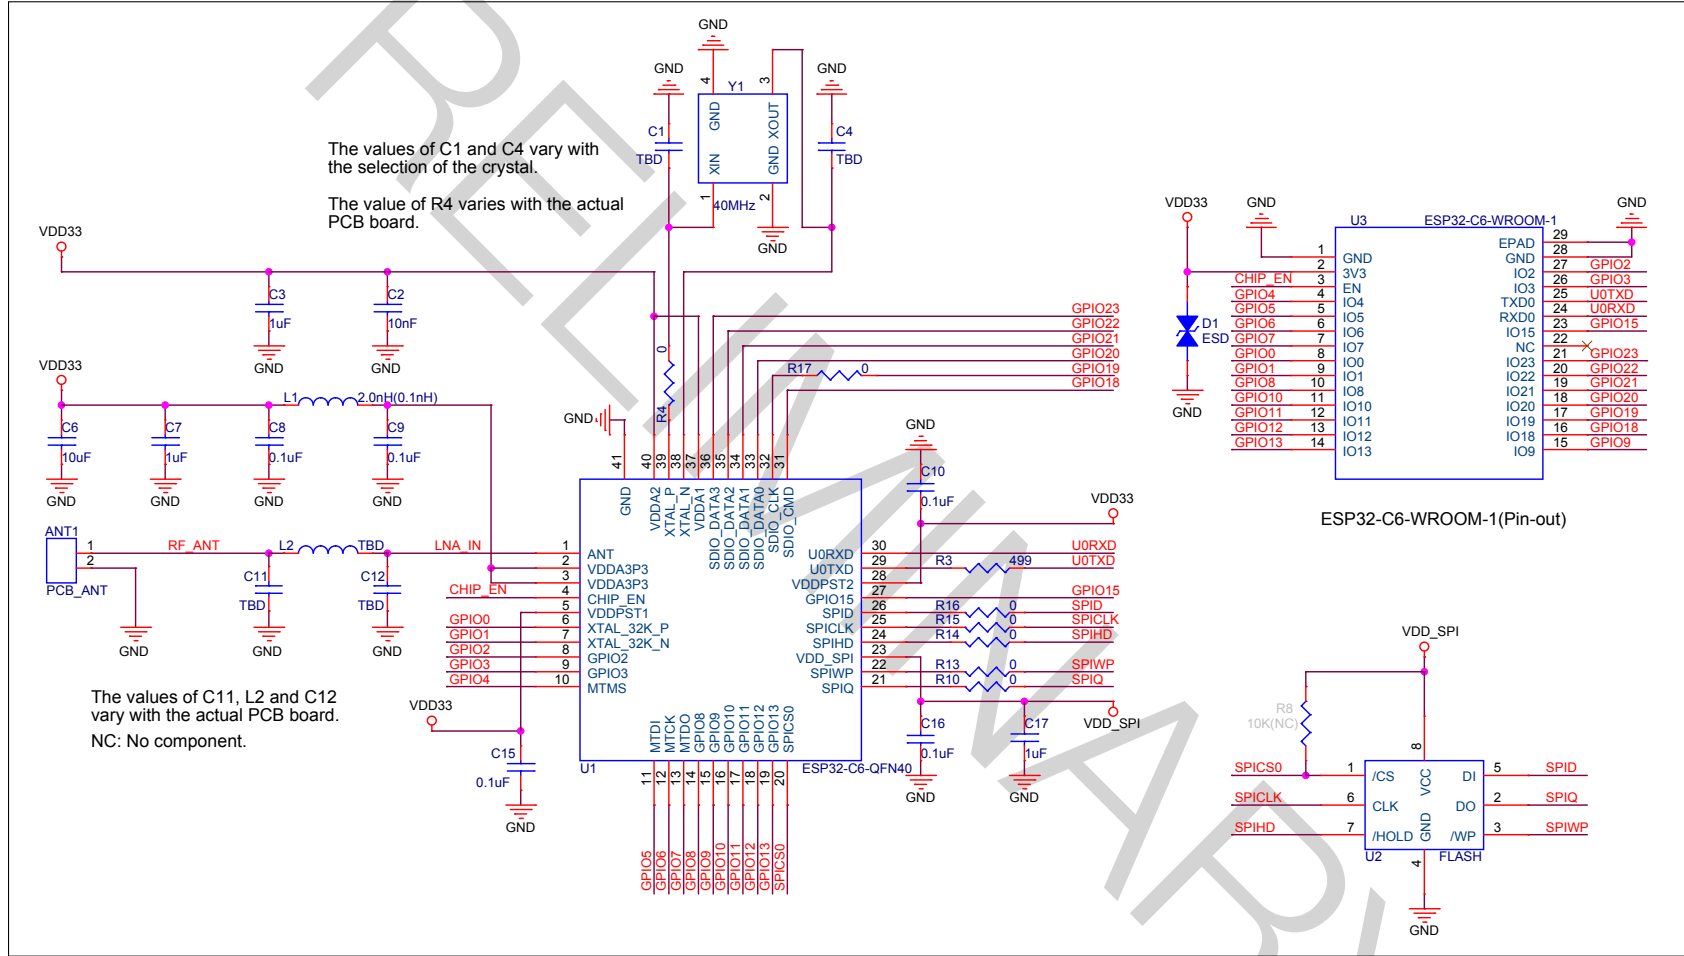 PRELIMINARY
GND
GND
GND
4
3
Y1
GND
XOUT
XIN
GND
1
2
40MHz
GND
C1
TBD
C4
TBD
The values of C1 and C4 vary with
the selection of the crystal.
The value of R4 varies with the actual
PCB board.
VDD33
C3
1uF
GND
C2
10nF
GND
VDD33
L1
2.0nH(0.1nH)
C6
10uF
GND
C7
1uF
GND
C8
0.1uF
GND
C9
0.1uF
GND
ANT1
1
2
PCB_ANT
RF_ANT
L2
TBD
LNA_IN
C11
TBD
C12
TBD
GND
GND
GND
The values of C11, L2 and C12
vary with the actual PCB board.
NC: No component.
0
R4
GND
R17
0
GPIO23
GPIO22
GPIO21
GPIO20
GPIO19
GPIO18
41
40
39
38
37
36
35
34
33
32
31
GND
VDDA2
XTAL_P
XTAL_N
VDDA1
SDIO_DATA3
SDIO_DATA2
SDIO_DATA1
SDIO_DATA0
SDIO_CLK
SDIO_CMD
1 ANT
2 VDDA3P3
3 VDDA3P3
CHIP_EN 4 CHIP_EN
5 VDDPST1
GPIO0 6 XTAL_32K_P
GPIO1 7 XTAL_32K_N
GPIO2 8 GPIO2
GPIO3 9 GPIO3
GPIO4 10 MTMS
VDD33
C15
0.1uF
GND
U0RXD 30 U0RXD
U0TXD 29 R3 499 U0TXD
VDDPST2 28
GPIO15 27 GPIO15
SPID 26 R16 0 SPID
SPICLK 25 R15 0 SPICLK
SPIHD 24 R14 0 SPIHD
VDD_SPI 23
SPIWP 22 R13 0 SPIWP
SPIQ 21 R10 0 SPIQ
GND
C10
0.1uF
VDD33
VDD_SPI
C16
0.1uF
GND
C17
1uF
GND
MTDI
MTCK
MTDO
GPIO8
GPIO9
GPIO10
GPIO11
GPIO12
GPIO13
SPICS0
U1
ESP32-C6-QFN40
11
12
13
14
15
16
17
18
19
20
GPIO5
GPIO6
GPIO7
GPIO8
GPIO9
GPIO10
GPIO11
GPIO12
GPIO13
SPICS0
VDD33
GND
U3
ESP32-C6-WROOM-1
GND
D1
ESD
GND
1 GND
2 3V3
CHIP_EN 3 EN
GPIO4 4 IO4
GPIO5 5 IO5
GPIO6 6 IO6
GPIO7 7 IO7
GPIO0 8 IO0
GPIO1 9 IO1
GPIO8 10 IO8
GPIO10 11 IO10
GPIO11 12 IO11
GPIO12 13 IO12
GPIO13 14 IO13
EPAD 29
GND 28
IO2 27 GPIO2
IO3 26 GPIO3
TXD0 25 U0TXD
RXD0 24 U0RXD
IO15 23 GPIO15
NC 22
IO23 21 GPIO23
IO22 20 GPIO22
IO21 19 GPIO21
IO20 18 GPIO20
IO19 17 GPIO19
IO18 16 GPIO18
IO9 15 GPIO9
ESP32-C6-WROOM-1(Pin-out)
VDD_SPI
R8
10K(NC)
8
VCC
SPICS0 1 /CS
SPICLK 6 CLK
SPIHD 7 /HOLD
DI 5 SPID
DO 2 SPIQ
/WP 3 SPIWP
GND
4
U2
FLASH
GND